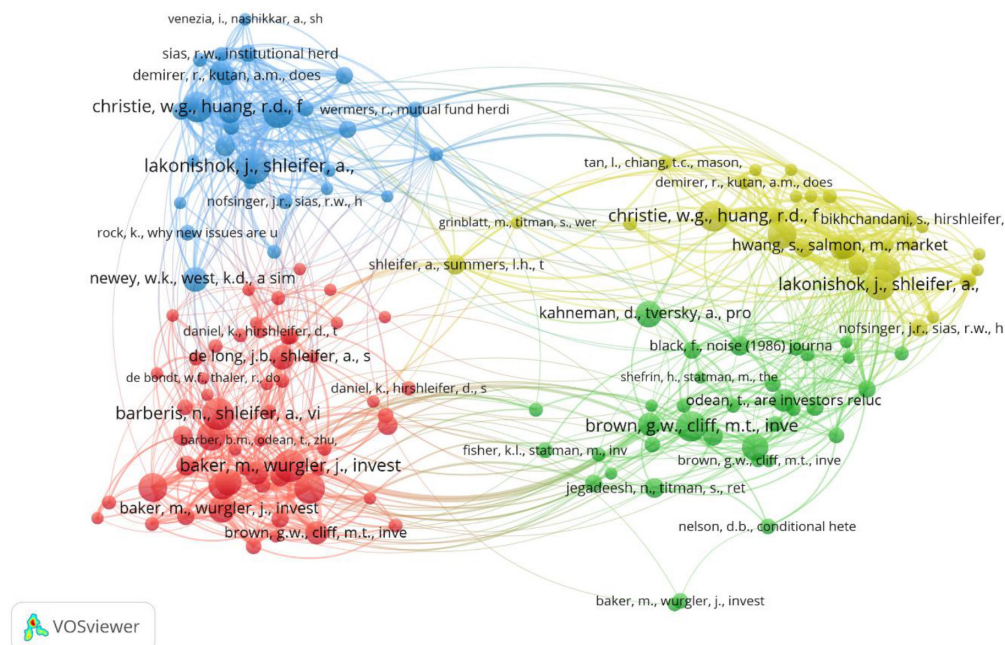 venezia, i., nashikkar, a., sh
sias, r.w., institutional herd
demirer, r., kutan, a.m., does
christie, w.g., huang, r.d., f
wermers, r., mutual fund herdi
lakonishok, j., shleifer, a.,
nofsinger, j.r., sias, r.w., h
rock, k., why new issues are u
newey, w.k., west, k.d., a sim
tan, l., chiang, t.c., mason,
demirer, r., kutan, a.m., does
grinblatt, m., titman, s., wer
christie, w.g., huang, r.d., f
bikhchandani, s., hirshleifer,
hwang, s., salmon, m., market
shleifer, a., summers, l.h., t
lakonishok, j., shleifer, a.,
nofsinger, j.r., sias, r.w., h
kahneman, d., tversky, a., pro
black, f., noise (1986) journa
shefrin, h., statman, m., the
odean, t., are investors reluc
brown, g.w., cliff, m.t., inve
fisher, k.l., statman, m., inv
brown, g.w., cliff, m.t., inve
jegadeesh, n., titman, s., ret
nelson, d.b., conditional hete
baker, m., wurgler, j., invest
daniel, k., hirshleifer, d., t
de long, j.b., shleifer, a., s
de bondt, w.f., thaler, r., do
daniel, k., hirshleifer, d., s
barberis, n., shleifer, a., vi
barber, b.m., odean, t., zhu,
baker, m., wurgler, j., invest
baker, m., wurgler, j., invest
brown, g.w., cliff, m.t., inve
VOSviewer